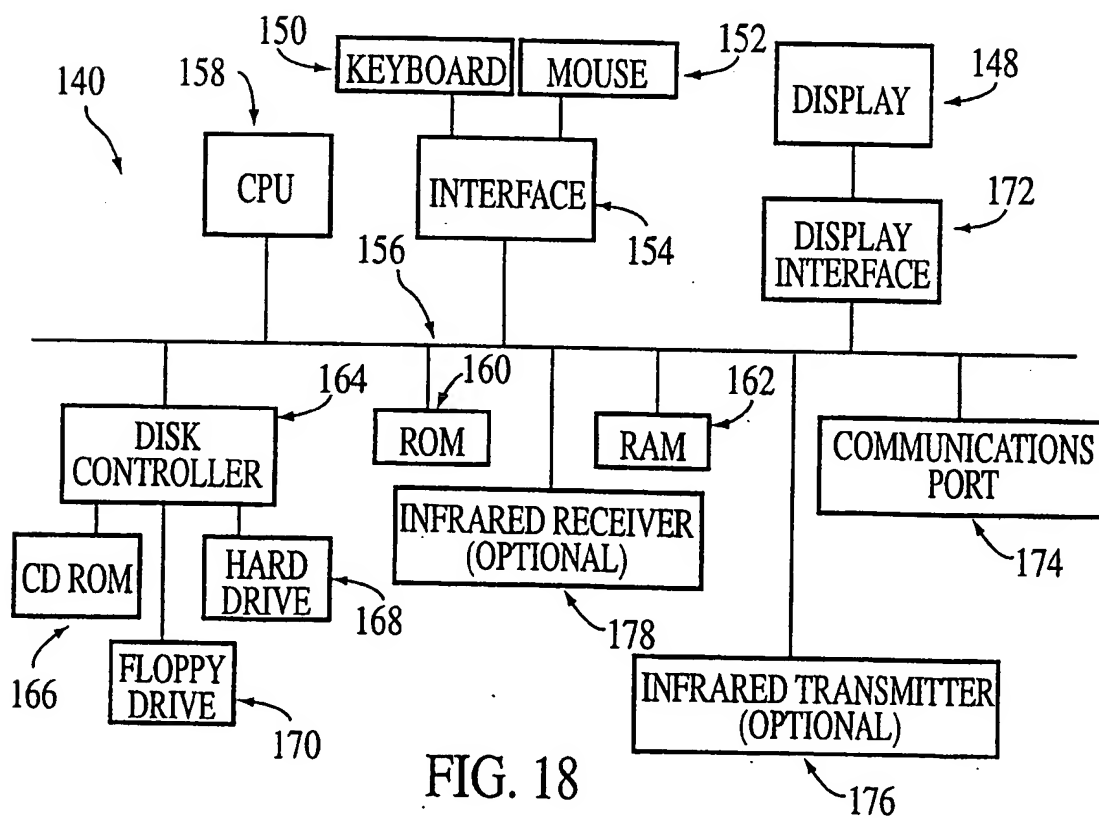 150
KEYBOARD
MOUSE
152
158
140
CPU
INTERFACE
154
DISPLAY
148
172
DISPLAY
INTERFACE
156
164
DISK
CONTROLLER
160
ROM
162
RAM
COMMUNICATIONS
PORT
174
INFRARED RECEIVER
(OPTIONAL)
178
CD ROM
166
HARD
DRIVE
168
FLOPPY
DRIVE
170
INFRARED TRANSMITTER
(OPTIONAL)
176
FIG. 18